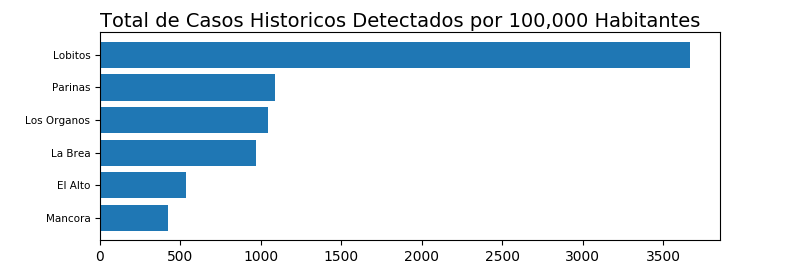 Total de Casos Historicos Detectados por 100,000 Habitantes
Lobitos
Parinas
Los Organos
La Brea
El Alto
Mancora
0 500 1000 1500 2000 2500 3000 3500